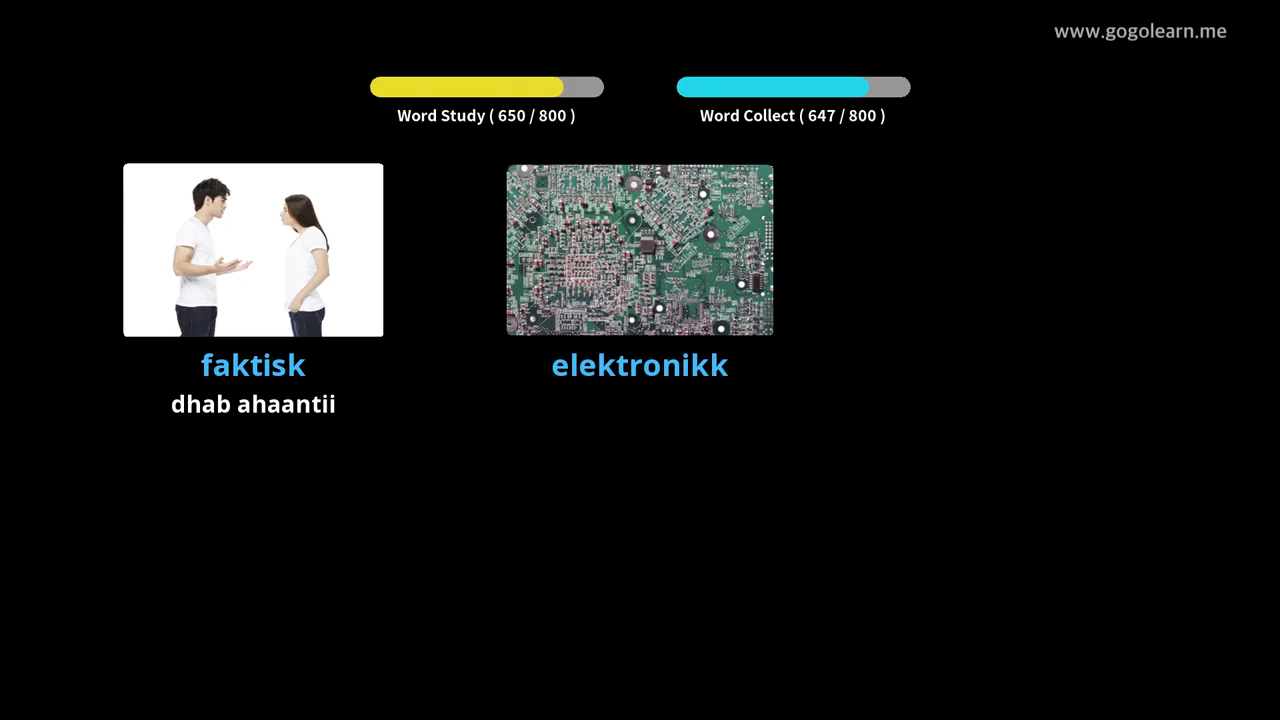 www.gogolearn.me
Word Study ( 650 / 800 )
Word Collect ( 647 / 800 )
faktisk
elektronikk
dhab ahaantii